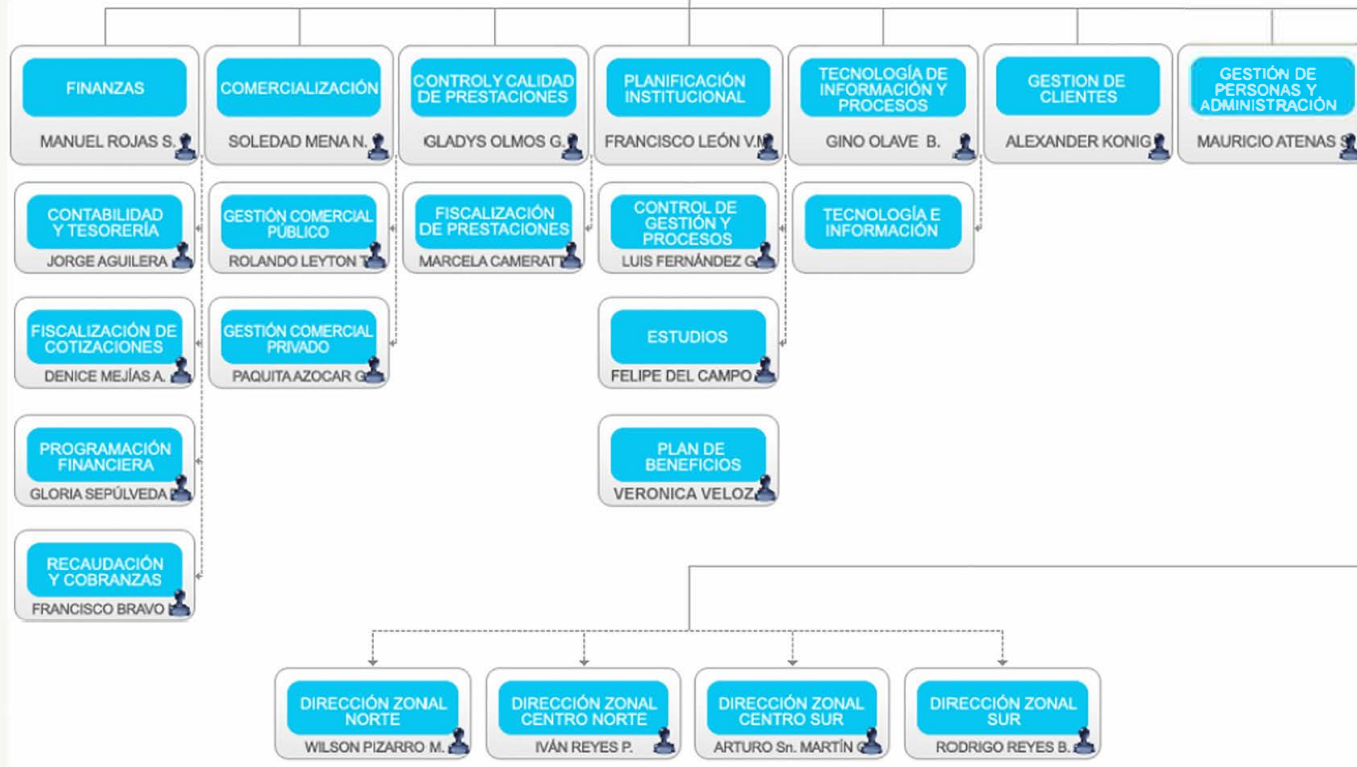 FINANZAS
MANUEL ROJAS S.
COMERCIALIZACIÓN
SOLEDAD MENA N.
CONTROL Y CALIDAD
DE PRESTACIONES
GLADYS OLMOS G.
PLANIFICACIÓN
INSTITUCIONAL
FRANCISCO LEÓN V.M
TECNOLOGÍA DE
INFORMACIÓN Y
PROCESOS
GINO OLAVE B.
GESTION DE
CLIENTES
ALEXANDER KONIG
GESTIÓN DE
PERSONAS Y
ADMINISTRACIÓN
MAURICIO ATENAS S
CONTABILIDAD
Y TESORERÍA
JORGE AGUILERA
GESTIÓN COMERCIAL
PÚBLICO
ROLANDO LEYTON T
FISCALIZACIÓN
DE PRESTACIONES
MARCELA CAMERATT
CONTROL DE
GESTIÓN Y
PROCESOS
LUIS FERNÁNDEZ G
TECNOLOGÍA E
INFORMACIÓN
FISCALIZACIÓN DE
COTIZACIONES
DENICE MEJÍAS A.
GESTIÓN COMERCIAL
PRIVADO
PAQUITA AZOCAR G
ESTUDIOS
FELIPE DEL CAMPO
PROGRAMACIÓN
FINANCIERA
GLORIA SEPÚLVEDA
PLAN DE
BENEFICIOS
VERONICA VELOZ
RECAUDACIÓN
Y COBRANZAS
FRANCISCO BRAVO
DIRECCIÓN ZONAL
NORTE
WILSON PIZARRO M.
DIRECCIÓN ZONAL
CENTRO NORTE
IVÁN REYES P.
DIRECCIÓN ZONAL
CENTRO SUR
ARTURO Sn. MARTÍN G
DIRECCIÓN ZONAL
SUR
RODRIGO REYES B.